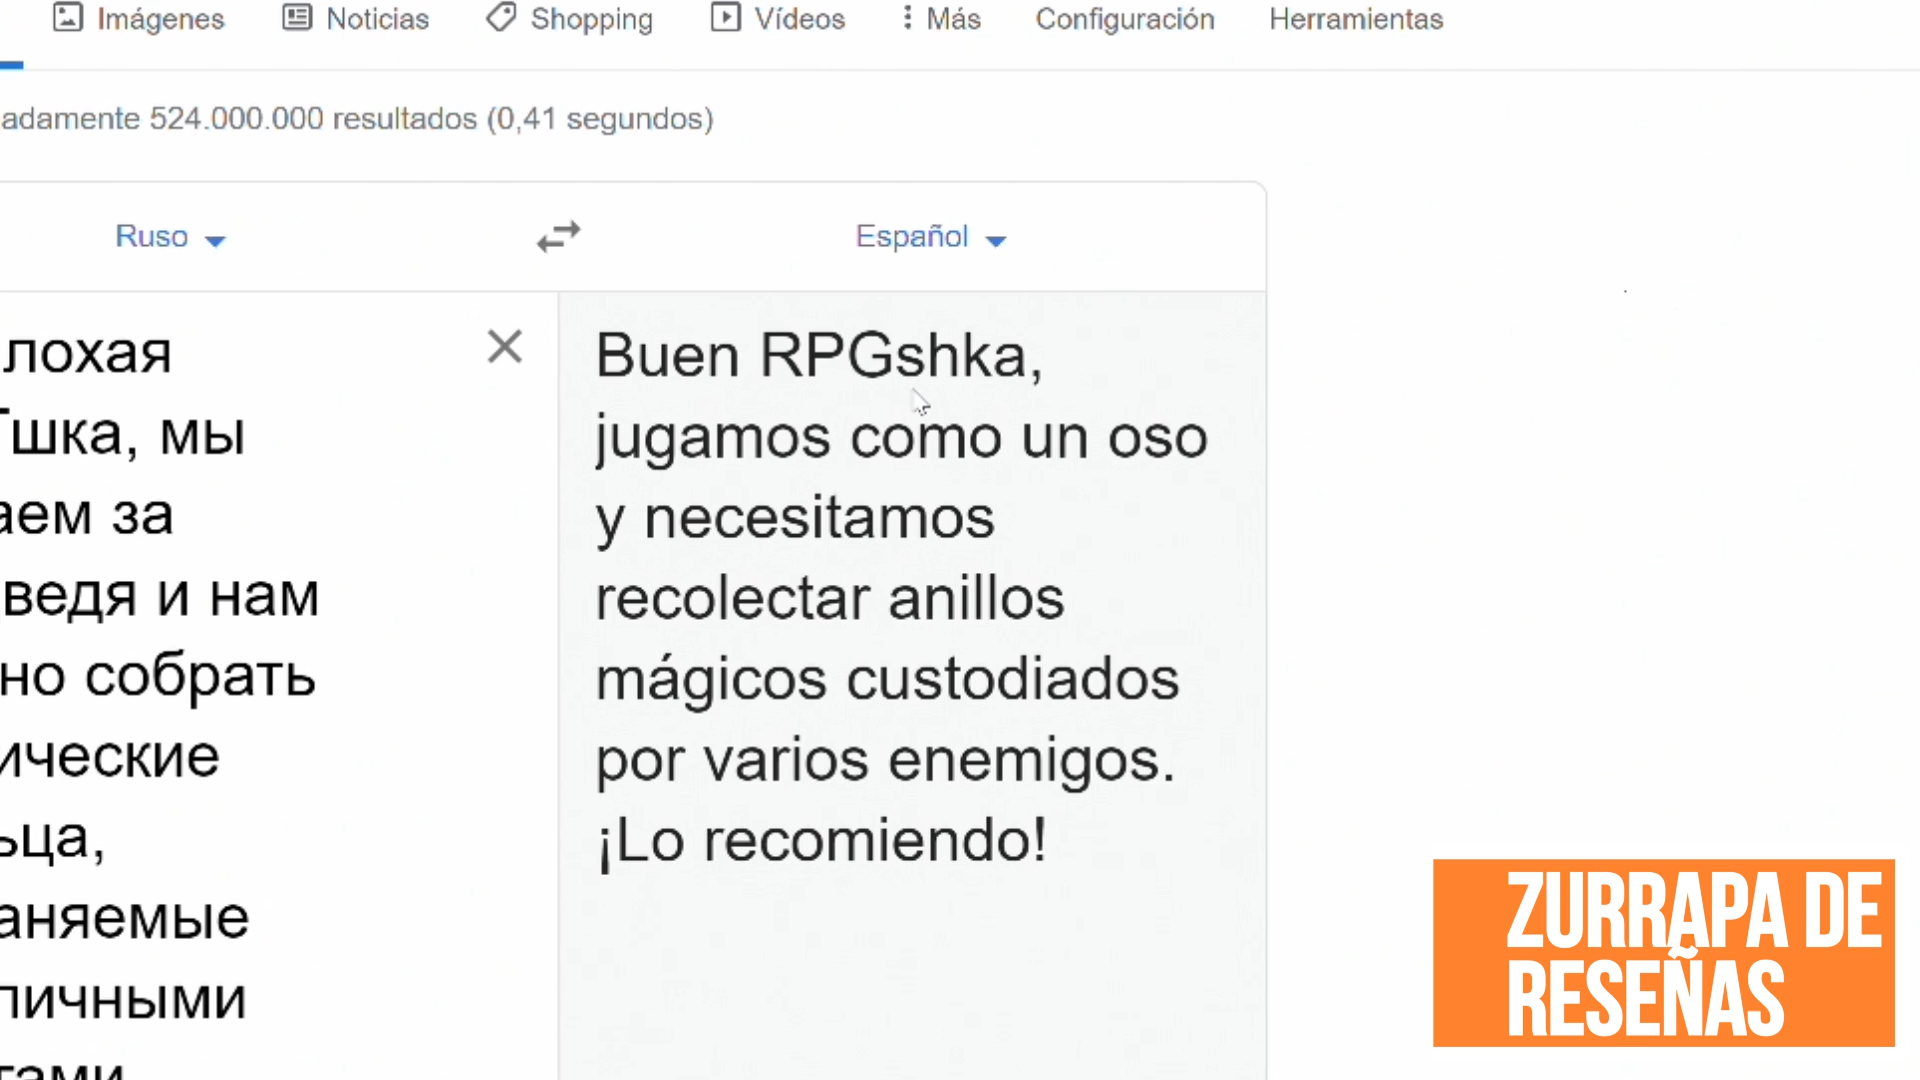 Imágenes Noticias Shopping Vídeos Más Configuración Herramientas
adamente 524.000.000 resultados (0,41 segundos)
Ruso Español
лохая
шка, мы
аем за
ведя и нам
но собрать
ические
ьца,
аняемые
личными
Buen RPGshka,
jugamos como un oso
y necesitamos
recolectar anillos
mágicos custodiados
por varios enemigos.
¡Lo recomiendo!
ZURRAPA DE
RESEÑAS